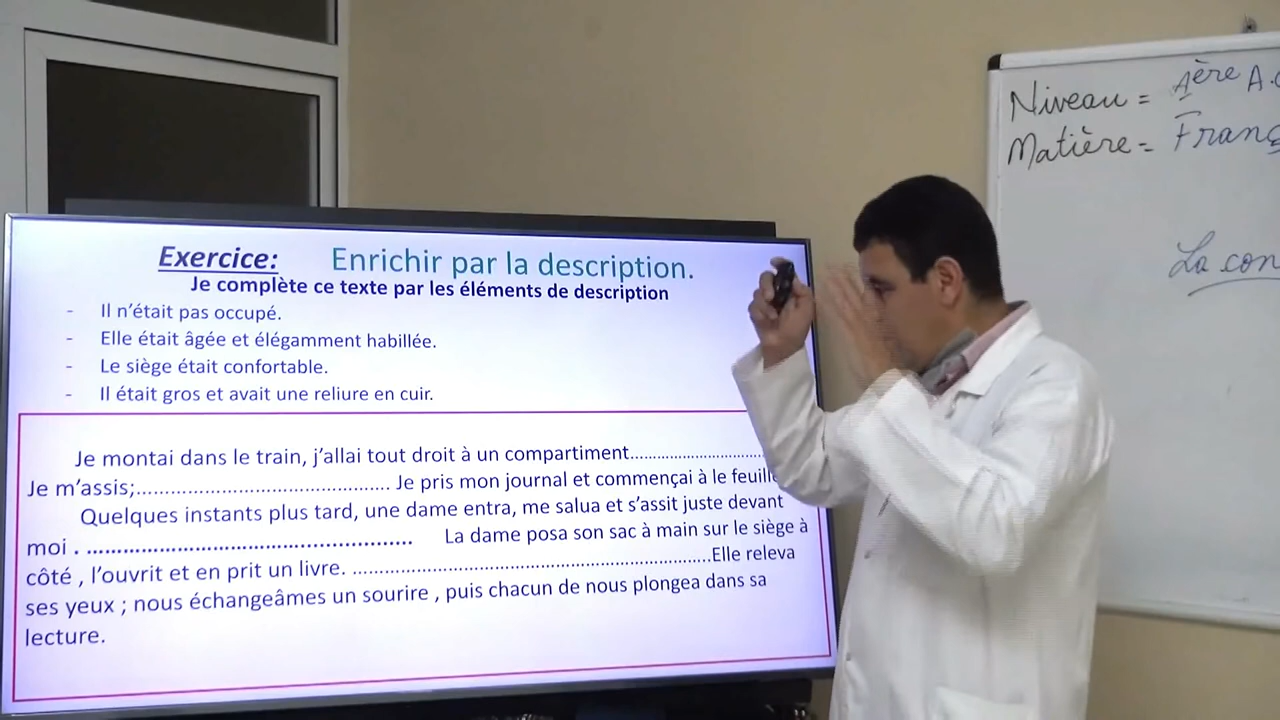 Exercice: Enrichir par la description.
Je complète ce texte par les éléments de description
- Il n'était pas occupé.
- Elle était âgée et élégamment habillée.
- Le siège était confortable.
- Il était gros et avait une reliure en cuir.
Je montai dans le train, j'allai tout droit à un compartiment..............................
Je m'assis;............................................. Je pris mon journal et commençai à le feuille
Quelques instants plus tard, une dame entra, me salua et s'assit juste devant
moi . ...................................................... La dame posa son sac à main sur le siège à
côté , l'ouvrit et en prit un livre. ................................................................Elle releva
ses yeux ; nous échangeâmes un sourire , puis chacun de nous plongea dans sa
lecture.
Niveau = 1ère A.
Matière = Franç
La con